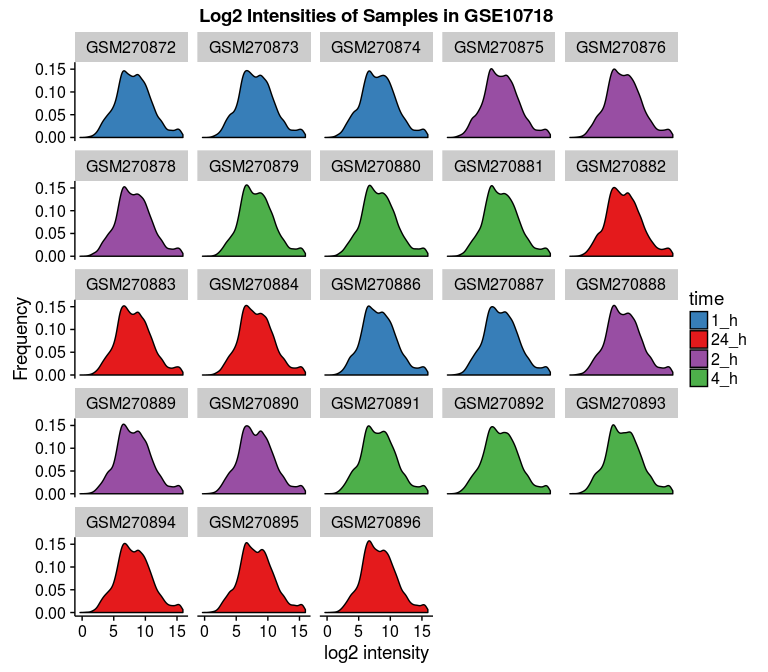 Log2 Intensities of Samples in GSE10718
GSM270872 GSM270873 GSM270874 GSM270875 GSM270876
0.15
0.10
0.05
0.00
GSM270878 GSM270879 GSM270880 GSM270881 GSM270882
0.15
0.10
0.05
0.00
GSM270883 GSM270884 GSM270886 GSM270887 GSM270888
0.15
0.10
0.05
0.00
Frequency
time
1_h
24_h
2_h
4_h
GSM270889 GSM270890 GSM270891 GSM270892 GSM270893
0.15
0.10
0.05
0.00
GSM270894 GSM270895 GSM270896
0.15
0.10
0.05
0.00
0 5 10 15 0 5 10 15 0 5 10 15
log2 intensity